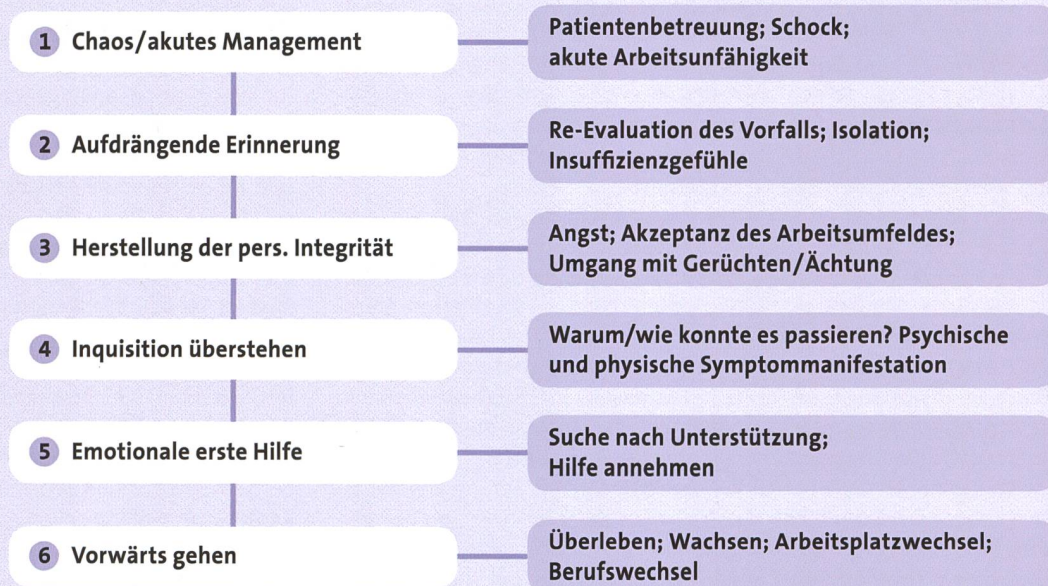 1 Chaos/akutes Management
Patientenbetreuung; Schock;
akute Arbeitsunfähigkeit
2 Aufdrängende Erinnerung
Re-Evaluation des Vorfalls; Isolation;
Insuffizienzgefühle
3 Herstellung der pers. Integrität
Angst; Akzeptanz des Arbeitsumfeldes;
Umgang mit Gerüchten/Ächtung
4 Inquisition überstehen
Warum/wie konnte es passieren? Psychische
und physische Symptommanifestation
5 Emotionale erste Hilfe
Suche nach Unterstützung;
Hilfe annehmen
6 Vorwärts gehen
Überleben; Wachsen; Arbeitsplatzwechsel;
Berufswechsel